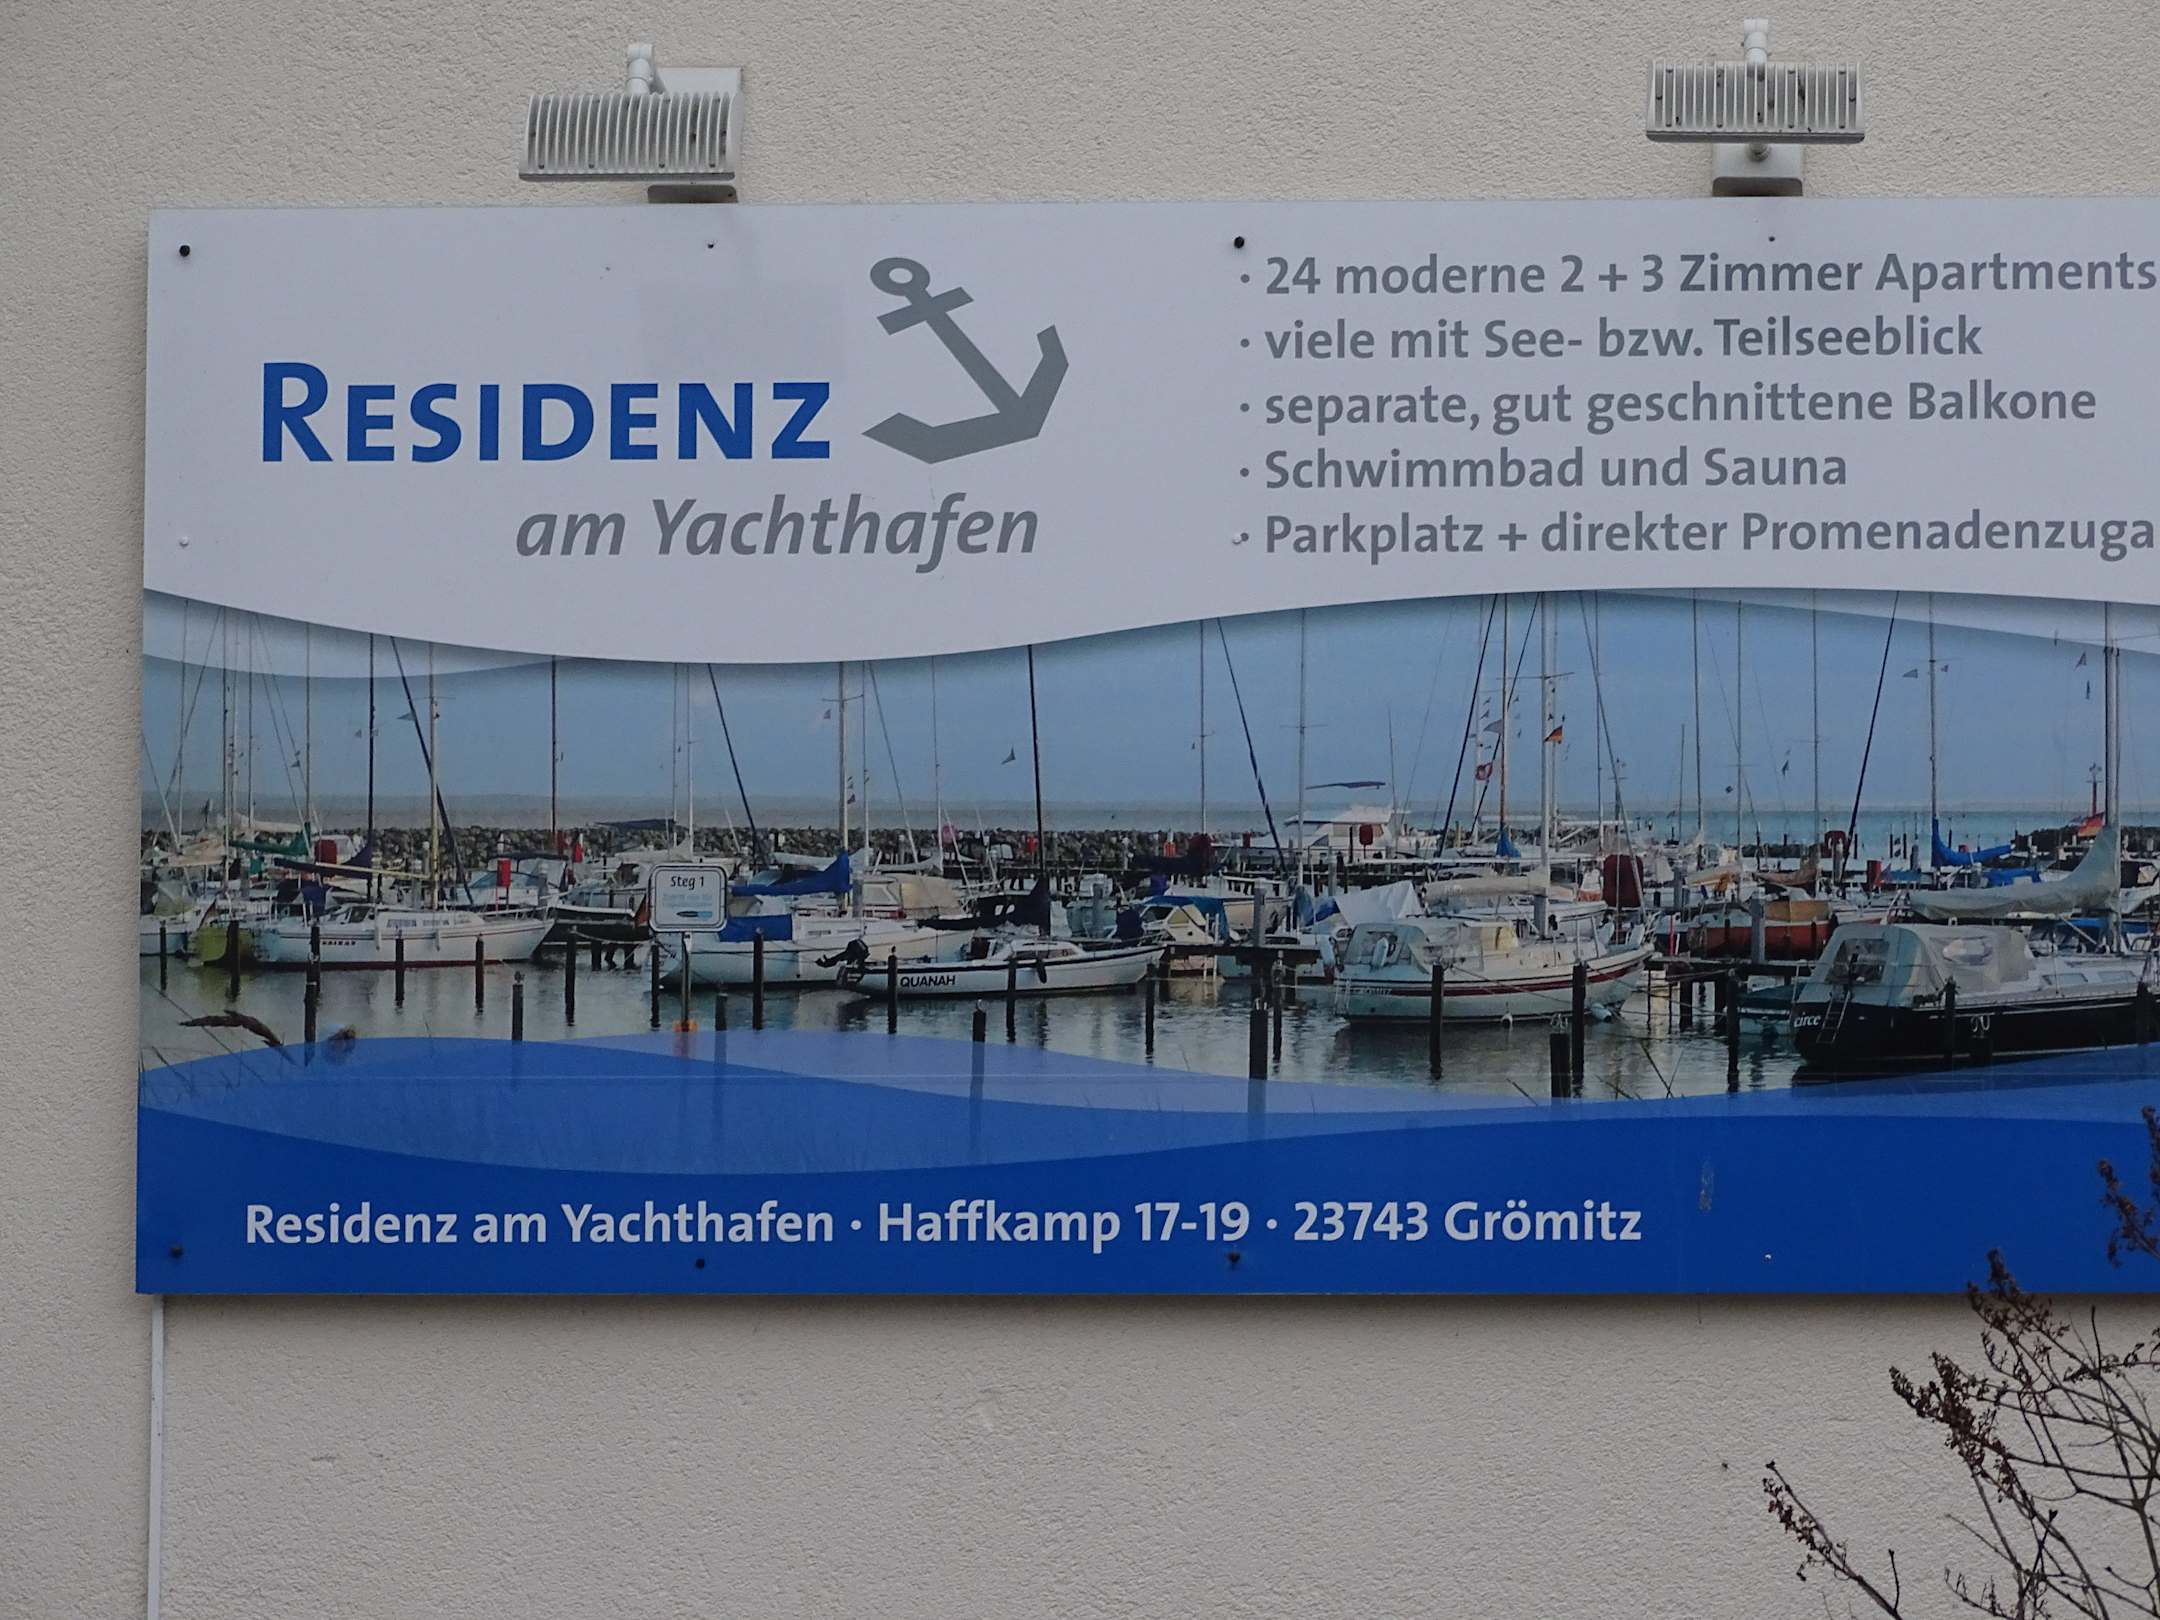 RESIDENZ
am Yachthafen
· 24 moderne 2 + 3 Zimmer Apartments
· viele mit See- bzw. Teilseeblick
· separate, gut geschnittene Balkone
· Schwimmbad und Sauna
· Parkplatz + direkter Promenadenzuga
Steg 1
QUANAH
circe
Residenz am Yachthafen · Haffkamp 17-19 · 23743 Grömitz